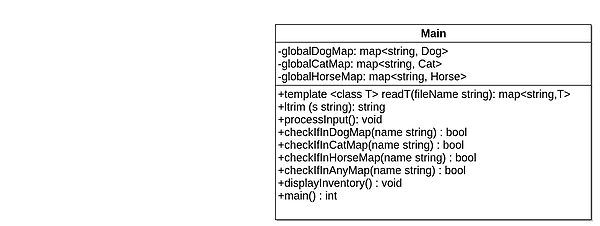 Main
-globalDogMap: map<string, Dog>
-globalCatMap: map<string, Cat>
-globalHorseMap: map<string, Horse>
+template <class T> readT(fileName string): map<string,T>
+ltrim (s string): string
+processInput(): void
+checkIfInDogMap(name string) : bool
+checkIfInCatMap(name string) : bool
+checkIfInHorseMap(name string) : bool
+checkIfInAnyMap(name string) : bool
+displayInventory() : void
+main() : int